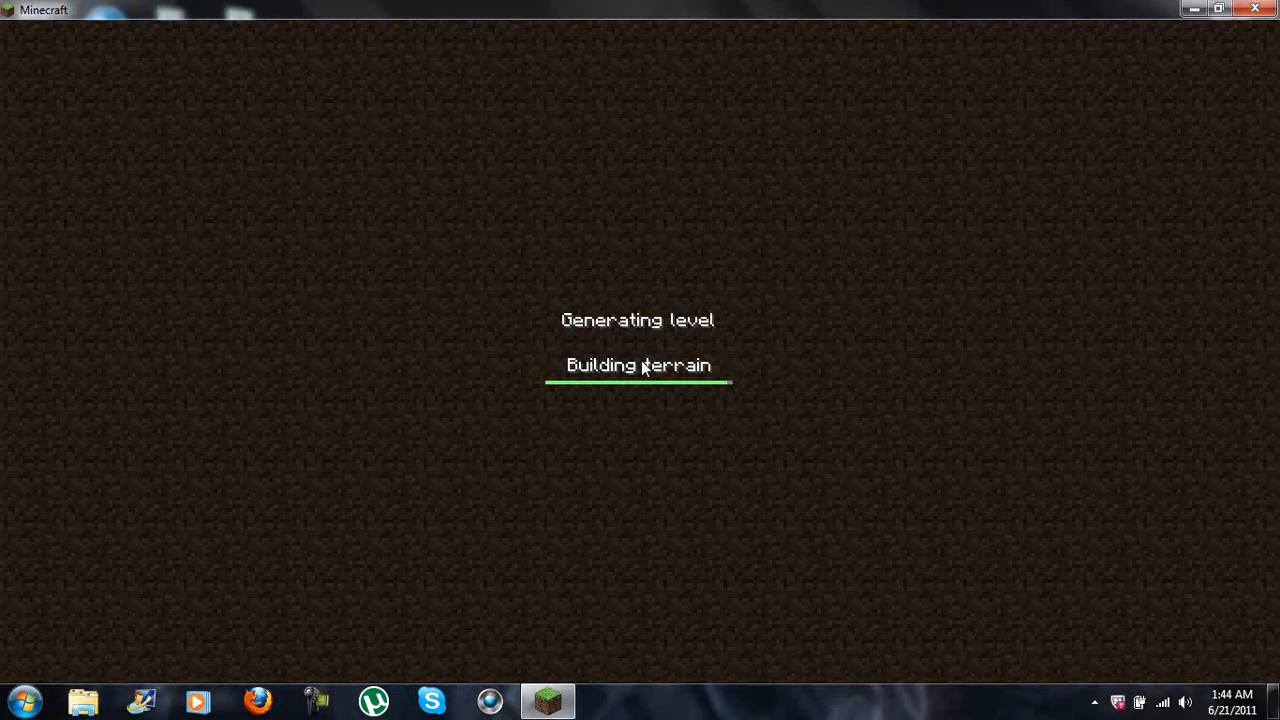 Minecraft
Generating level
Building terrain
1:44 AM
6/21/2011